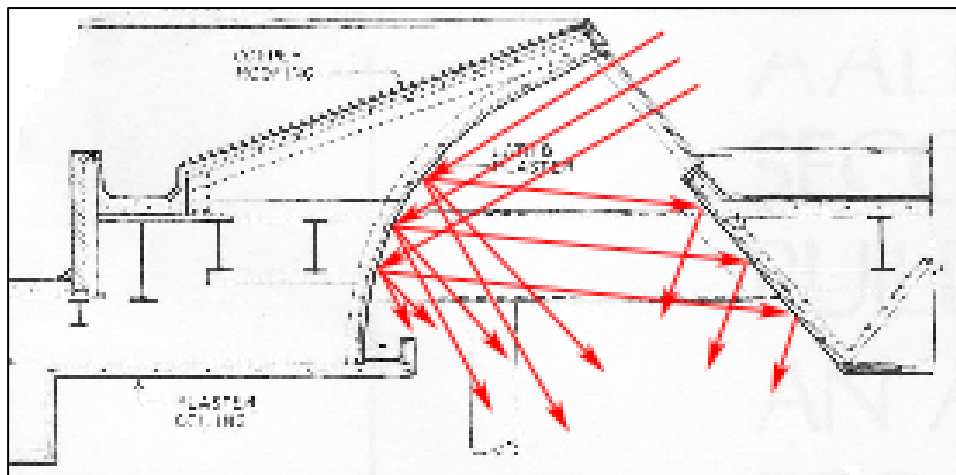 COPPER
ROOFING
LATH &
PLASTER
PLASTER
CEILING